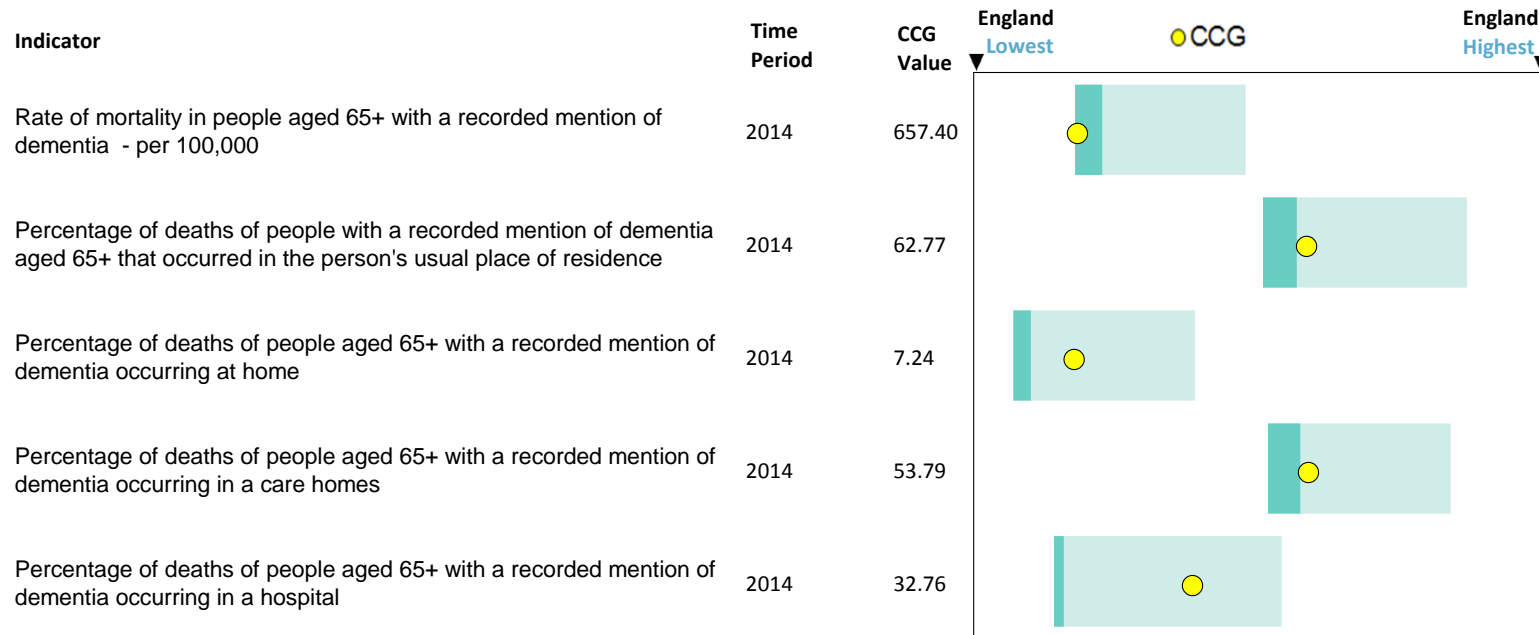 Indicator
Time
Period
CCG
Value
England
Lowest
CCG
England
Highest
Rate of mortality in people aged 65+ with a recorded mention of
dementia - per 100,000
2014
657.40
Percentage of deaths of people with a recorded mention of dementia
aged 65+ that occurred in the person's usual place of residence
2014
62.77
Percentage of deaths of people aged 65+ with a recorded mention of
dementia occurring at home
2014
7.24
Percentage of deaths of people aged 65+ with a recorded mention of
dementia occurring in a care homes
2014
53.79
Percentage of deaths of people aged 65+ with a recorded mention of
dementia occurring in a hospital
2014
32.76